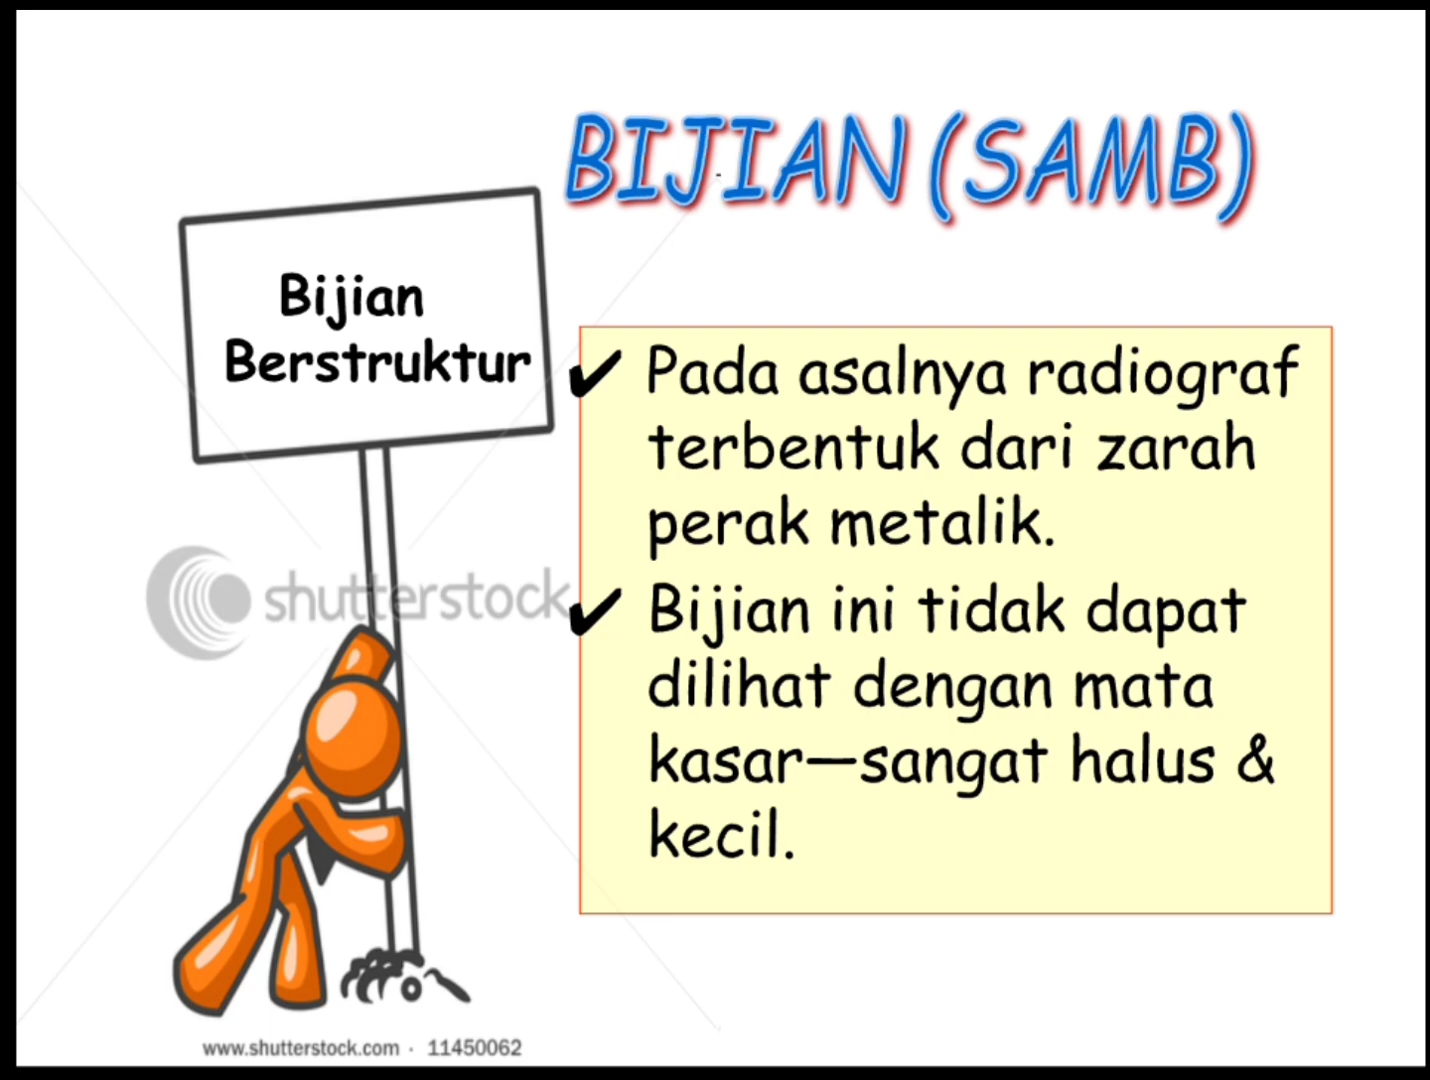 BIJIAN (SAMB)
Bijian
Berstruktur
✔ Pada asalnya radiograf
terbentuk dari zarah
perak metalik.
✔ Bijian ini tidak dapat
dilihat dengan mata
kasar—sangat halus &
kecil.
shutterstock
www.shutterstock.com · 11450062